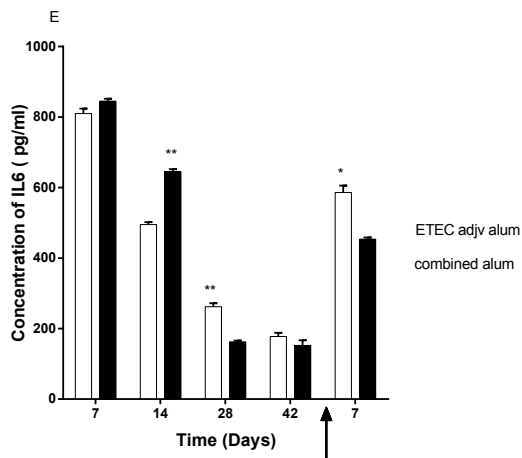 E
Concentration of IL6 ( pg/ml)
1000
800
600
400
200
0
**
**
*
7 14 28 42 7
Time (Days)
ETEC adjv alum
combined alum